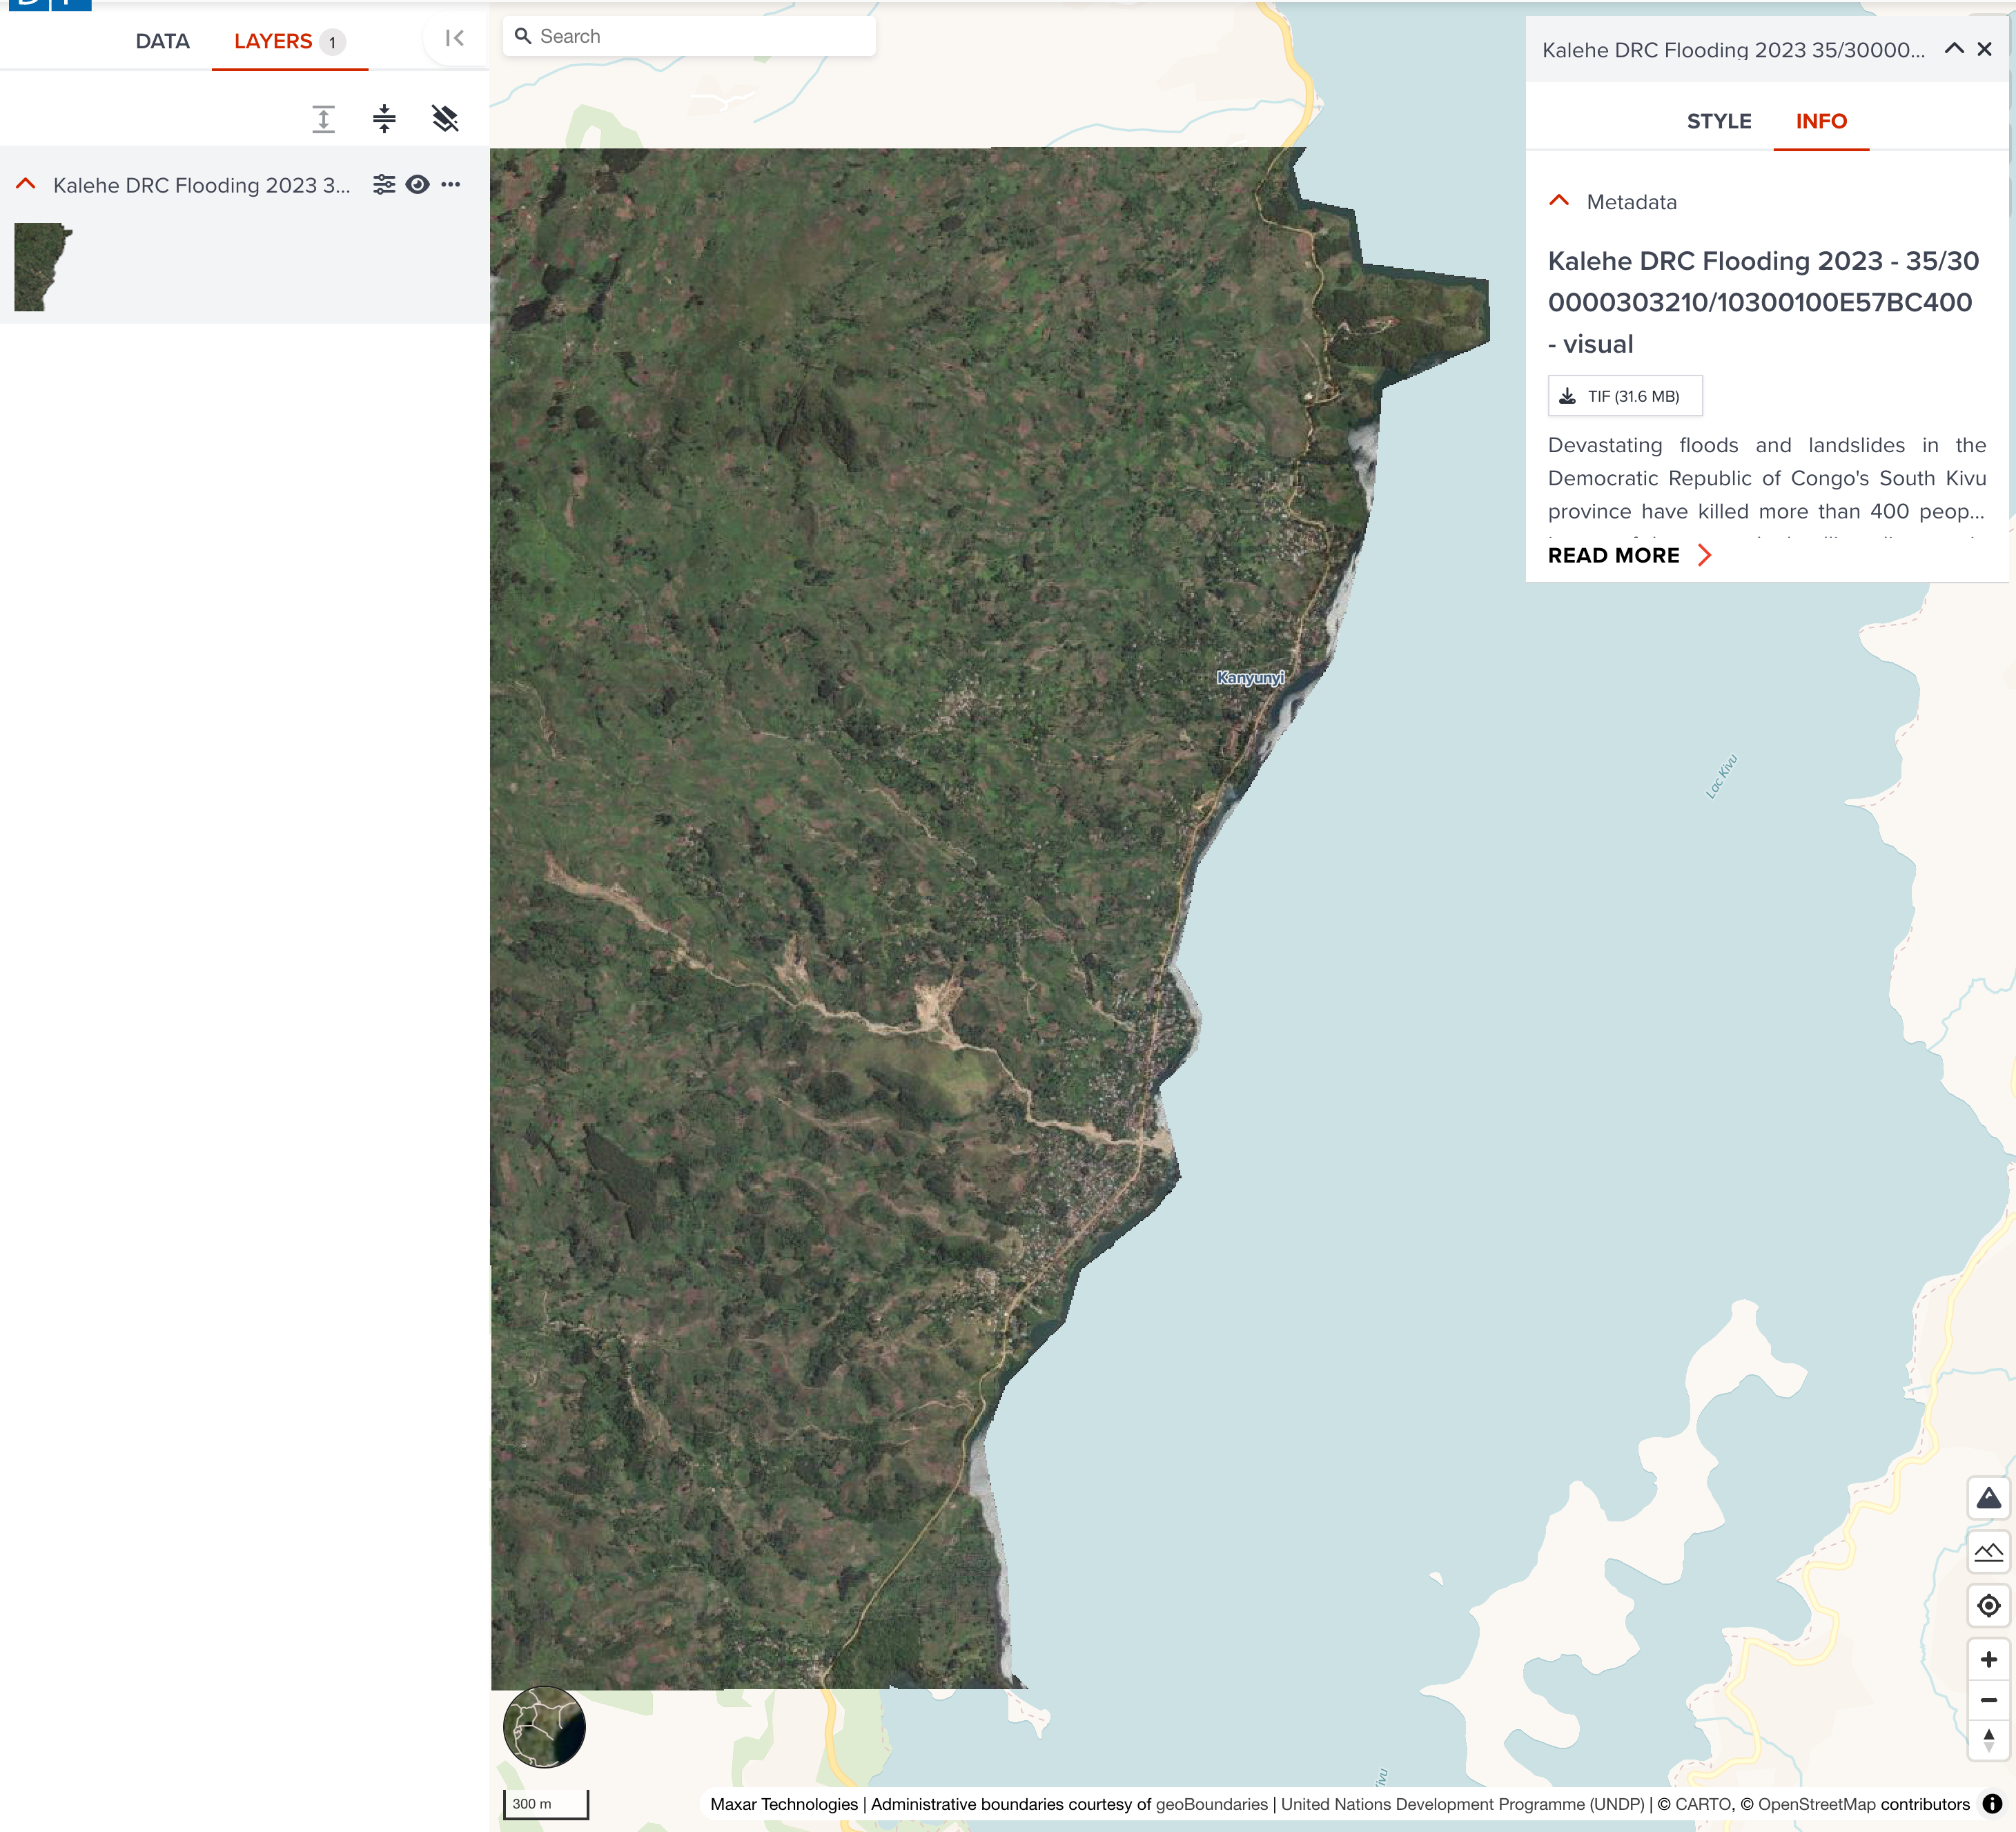 DATA
LAYERS 1
Search
Kalehe DRC Flooding 2023 3...
Kalehe DRC Flooding 2023 35/30000...
STYLE
INFO
Metadata
Kalehe DRC Flooding 2023 - 35/30
0000303210/10300100E57BC400
- visual
TIF (31.6 MB)
Devastating floods and landslides in the
Democratic Republic of Congo's South Kivu
province have killed more than 400 peop...
READ MORE
Kanyunyi
Lac Kivu
300 m
Maxar Technologies | Administrative boundaries courtesy of geoBoundaries | United Nations Development Programme (UNDP) | © CARTO, © OpenStreetMap contributors